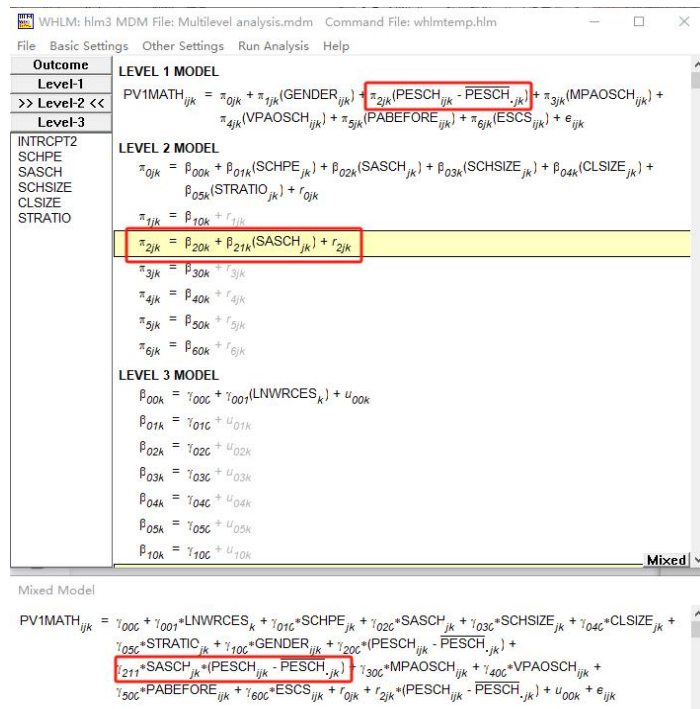 WHLM: hlm3 MDM File: Multilevel analysis.mdm Command File: whlmtemp.hlm
File Basic Settings Other Settings Run Analysis Help
Outcome
Level-1
>> Level-2 <<
Level-3
INTRCPT2
SCHPE
SASCH
SCHSIZE
CLSIZE
STRATIO
LEVEL 1 MODEL
PV1MATHijk = π0jk + π1jk(GENDERijk) + π2jk(PESCHijk - PESCH.jk) + π3jk(MPAOSCHijk) +
π4jk(VPAOSCHijk) + π5jk(PABEFOREijk) + π6jk(ESCSijk) + eijk
LEVEL 2 MODEL
π0jk = β00k + β01k(SCHPEjk) + β02k(SASCHjk) + β03k(SCHSIZEjk) + β04k(CLSIZEjk) +
β05k(STRATIOjk) + r0jk
π1jk = β10k + r1jk
π2jk = β20k + β21k(SASCHjk) + r2jk
π3jk = β30k + r3jk
π4jk = β40k + r4jk
π5jk = β50k + r5jk
π6jk = β60k + r6jk
LEVEL 3 MODEL
β00k = γ000 + γ001(LNWRCESk) + u00k
β01k = γ010 + u01k
β02k = γ020 + u02k
β03k = γ030 + u03k
β04k = γ040 + u04k
β05k = γ050 + u05k
β10k = γ100 + u10k
Mixed
Mixed Model
PV1MATHijk = γ000 + γ001*LNWRCESk + γ010*SCHPEjk + γ020*SASCHjk + γ030*SCHSIZEjk + γ040*CLSIZEjk +
γ050*STRATIOjk + γ100*GENDERijk + γ200*(PESCHijk - PESCH.jk) +
γ211*SASCHjk*(PESCHijk - PESCH.jk) + γ300*MPAOSCHijk + γ400*VPAOSCHijk +
γ500*PABEFOREijk + γ600*ESCSijk + r0jk + r2jk*(PESCHijk - PESCH.jk) + u00k + eijk